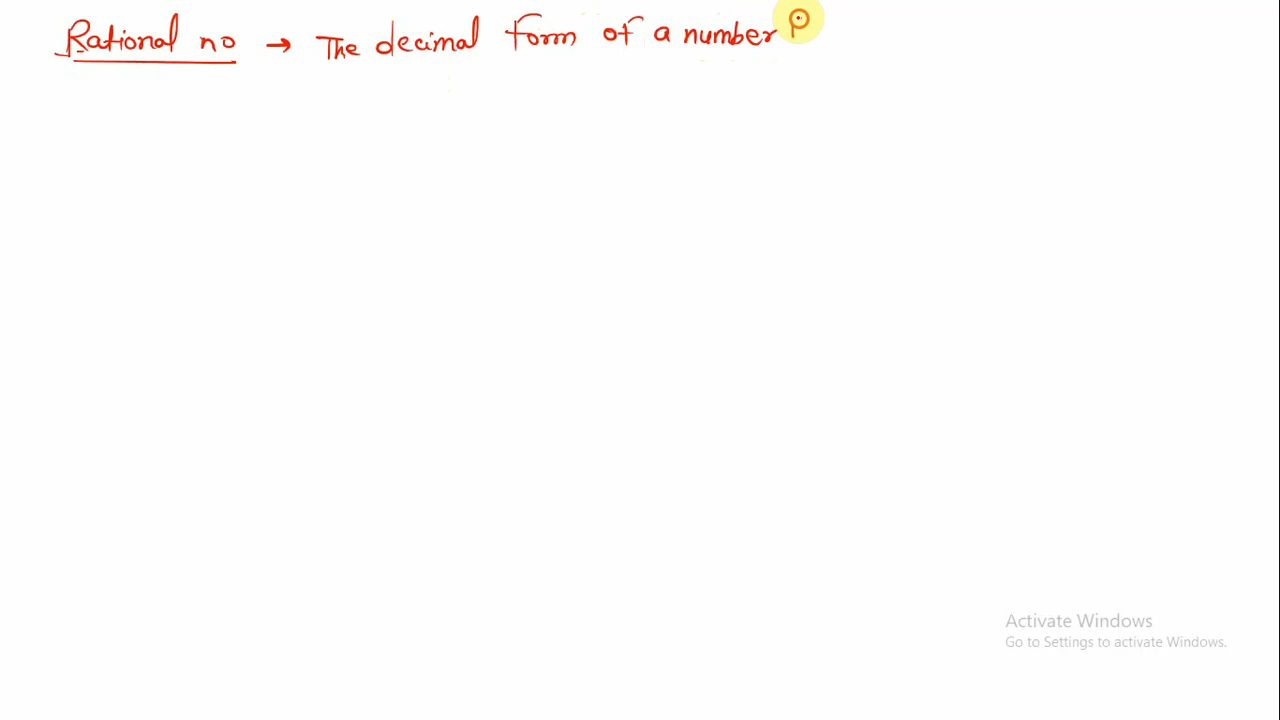 Rational no → The decimal form of a number P
Activate Windows
Go to Settings to activate Windows.